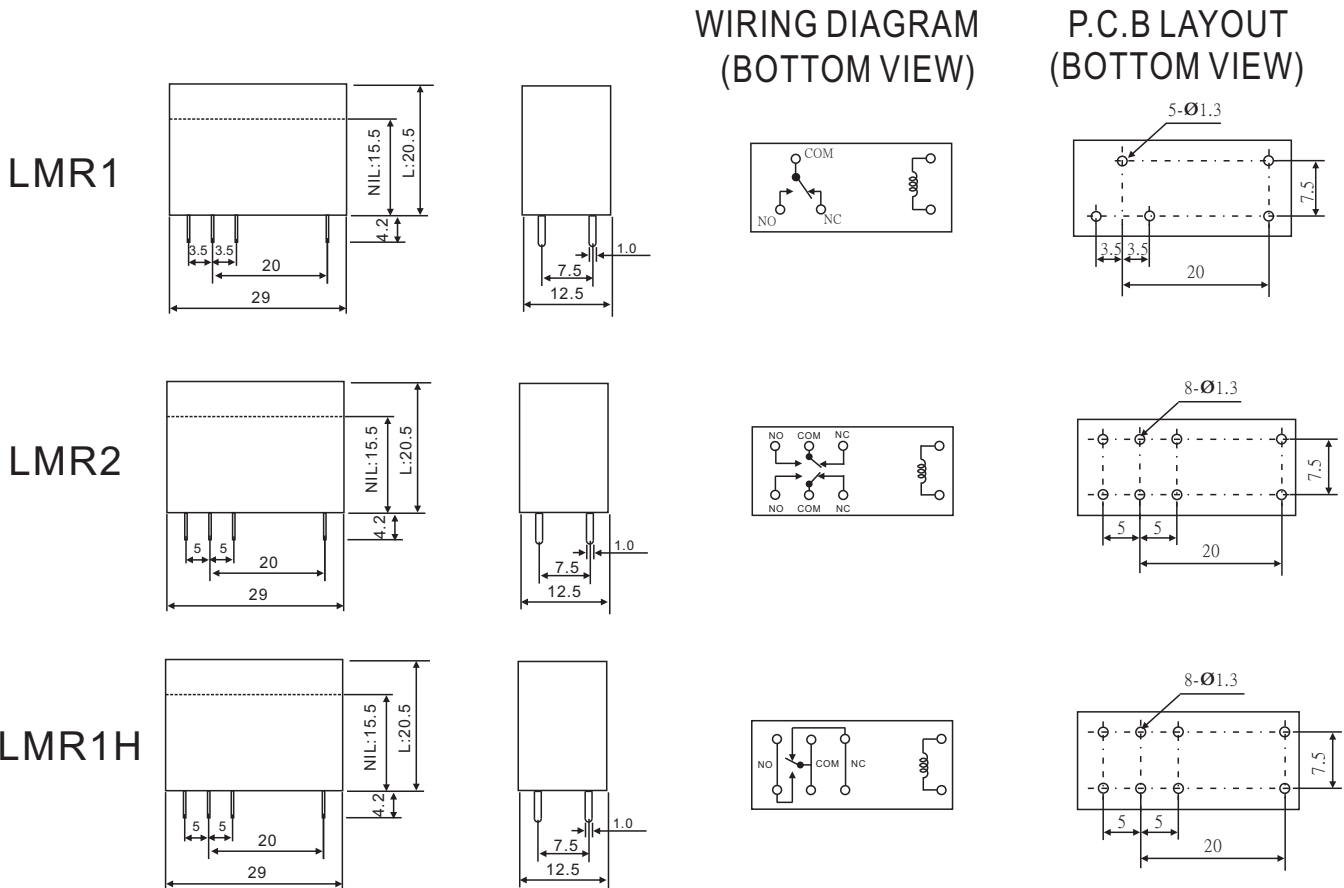 WIRING DIAGRAM
(BOTTOM VIEW)
P.C.B LAYOUT
(BOTTOM VIEW)
LMR1
NIL:15.5
L:20.5
4.2
3.5
3.5
20
29
1.0
7.5
12.5
COM
NO
NC
5-Ø1.3
7.5
3.5
3.5
20
LMR2
NIL:15.5
L:20.5
4.2
5
5
20
29
1.0
7.5
12.5
NO COM NC
NO COM NC
8-Ø1.3
7.5
5
5
20
LMR1H
NIL:15.5
L:20.5
4.2
5
5
20
29
1.0
7.5
12.5
NO COM NC
8-Ø1.3
7.5
5
5
20